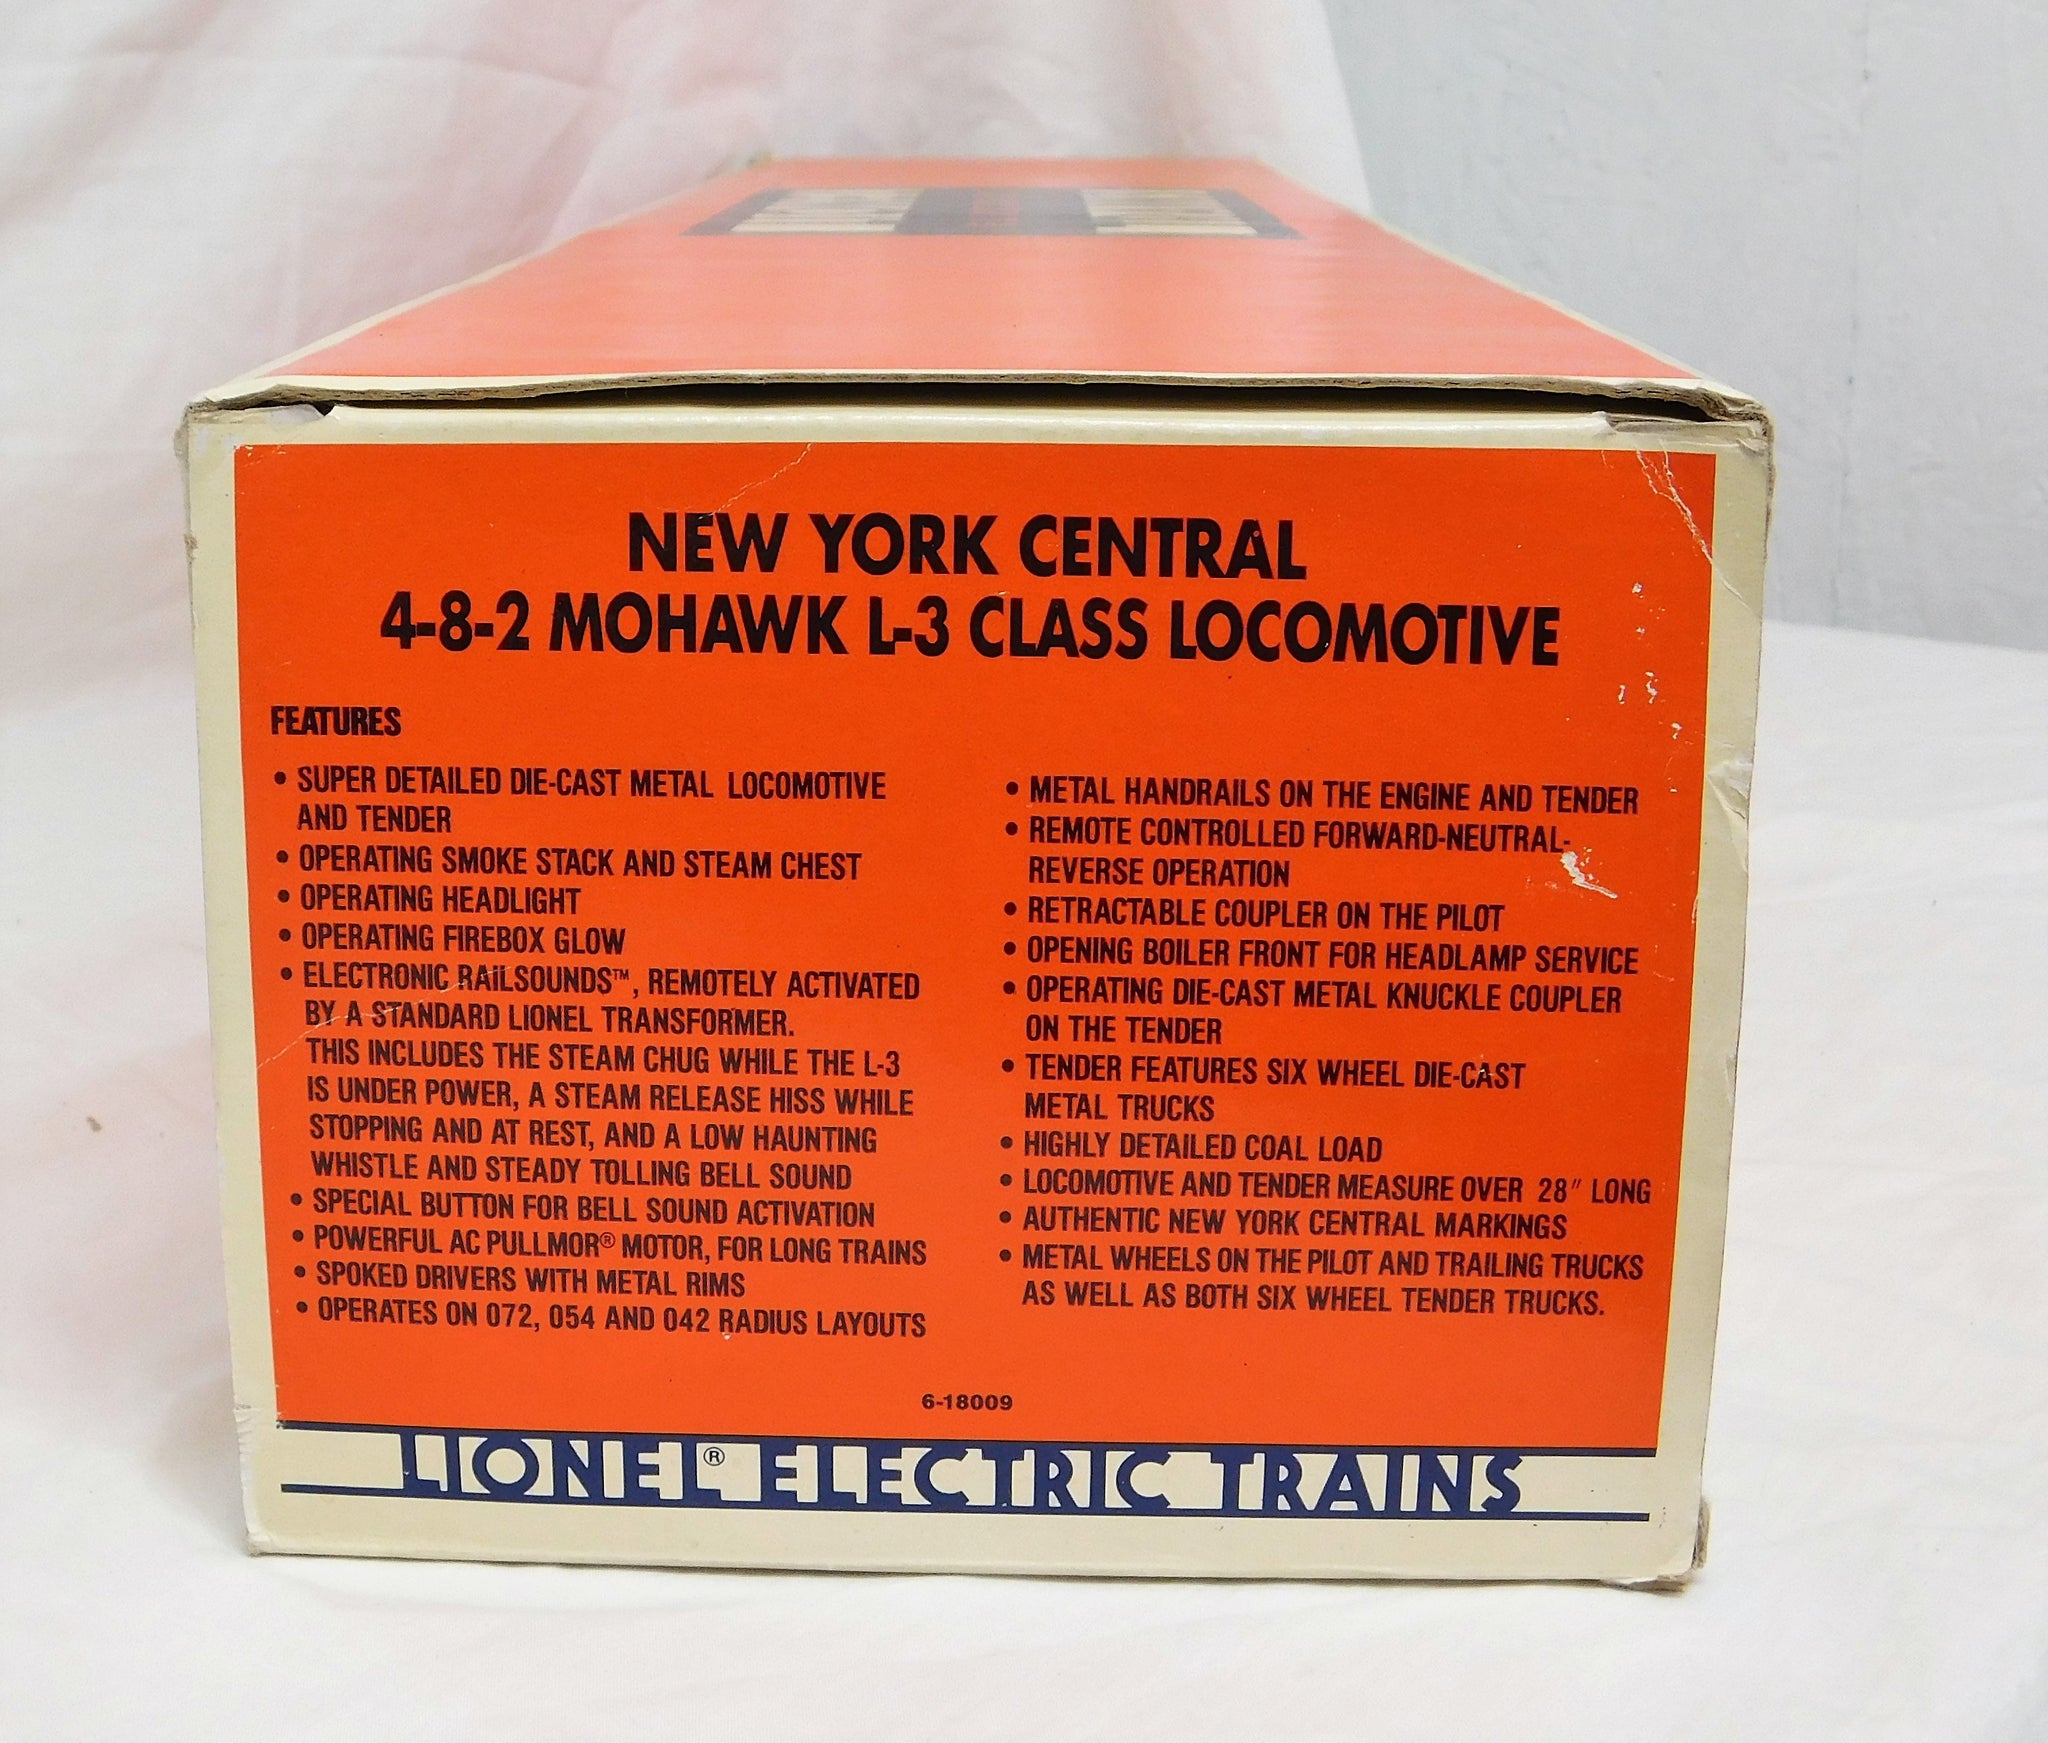 NEW YORK CENTRAL
4-8-2 MOHAWK L-3 CLASS LOCOMOTIVE
FEATURES
• SUPER DETAILED DIE-CAST METAL LOCOMOTIVE
AND TENDER
• OPERATING SMOKE STACK AND STEAM CHEST
• OPERATING HEADLIGHT
• OPERATING FIREBOX GLOW
• ELECTRONIC RAILSOUNDS™, REMOTELY ACTIVATED
BY A STANDARD LIONEL TRANSFORMER.
THIS INCLUDES THE STEAM CHUG WHILE THE L-3
IS UNDER POWER, A STEAM RELEASE HISS WHILE
STOPPING AND AT REST, AND A LOW HAUNTING
WHISTLE AND STEADY TOLLING BELL SOUND
• SPECIAL BUTTON FOR BELL SOUND ACTIVATION
• POWERFUL AC PULLMOR® MOTOR, FOR LONG TRAINS
• SPOKED DRIVERS WITH METAL RIMS
• OPERATES ON 072, 054 AND 042 RADIUS LAYOUTS
• METAL HANDRAILS ON THE ENGINE AND TENDER
• REMOTE CONTROLLED FORWARD-NEUTRAL-
REVERSE OPERATION
• RETRACTABLE COUPLER ON THE PILOT
• OPENING BOILER FRONT FOR HEADLAMP SERVICE
• OPERATING DIE-CAST METAL KNUCKLE COUPLER
ON THE TENDER
• TENDER FEATURES SIX WHEEL DIE-CAST
METAL TRUCKS
• HIGHLY DETAILED COAL LOAD
• LOCOMOTIVE AND TENDER MEASURE OVER 28" LONG
• AUTHENTIC NEW YORK CENTRAL MARKINGS
• METAL WHEELS ON THE PILOT AND TRAILING TRUCKS
AS WELL AS BOTH SIX WHEEL TENDER TRUCKS.
6-18009
LIONEL® ELECTRIC TRAINS